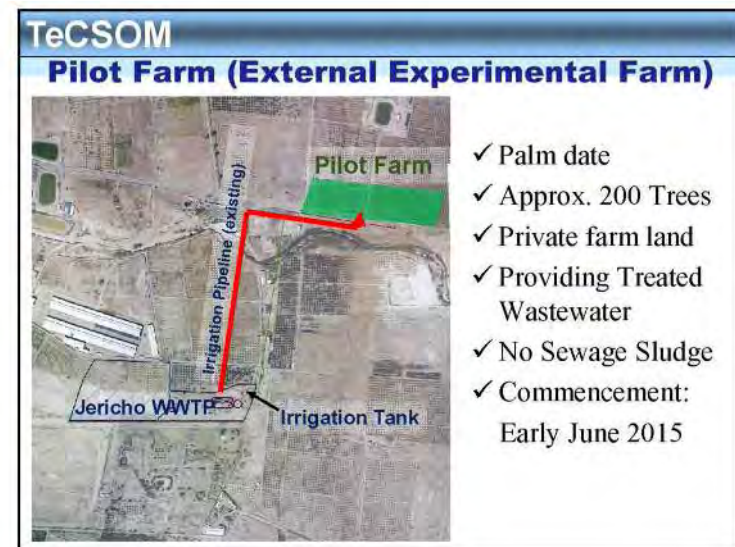 TeCSOM
Pilot Farm (External Experimental Farm)
Pilot Farm
Irrigation Pipeline (existing)
Jericho WWTP
Irrigation Tank
✓ Palm date
✓ Approx. 200 Trees
✓ Private farm land
✓ Providing Treated
Wastewater
✓ No Sewage Sludge
✓ Commencement:
Early June 2015